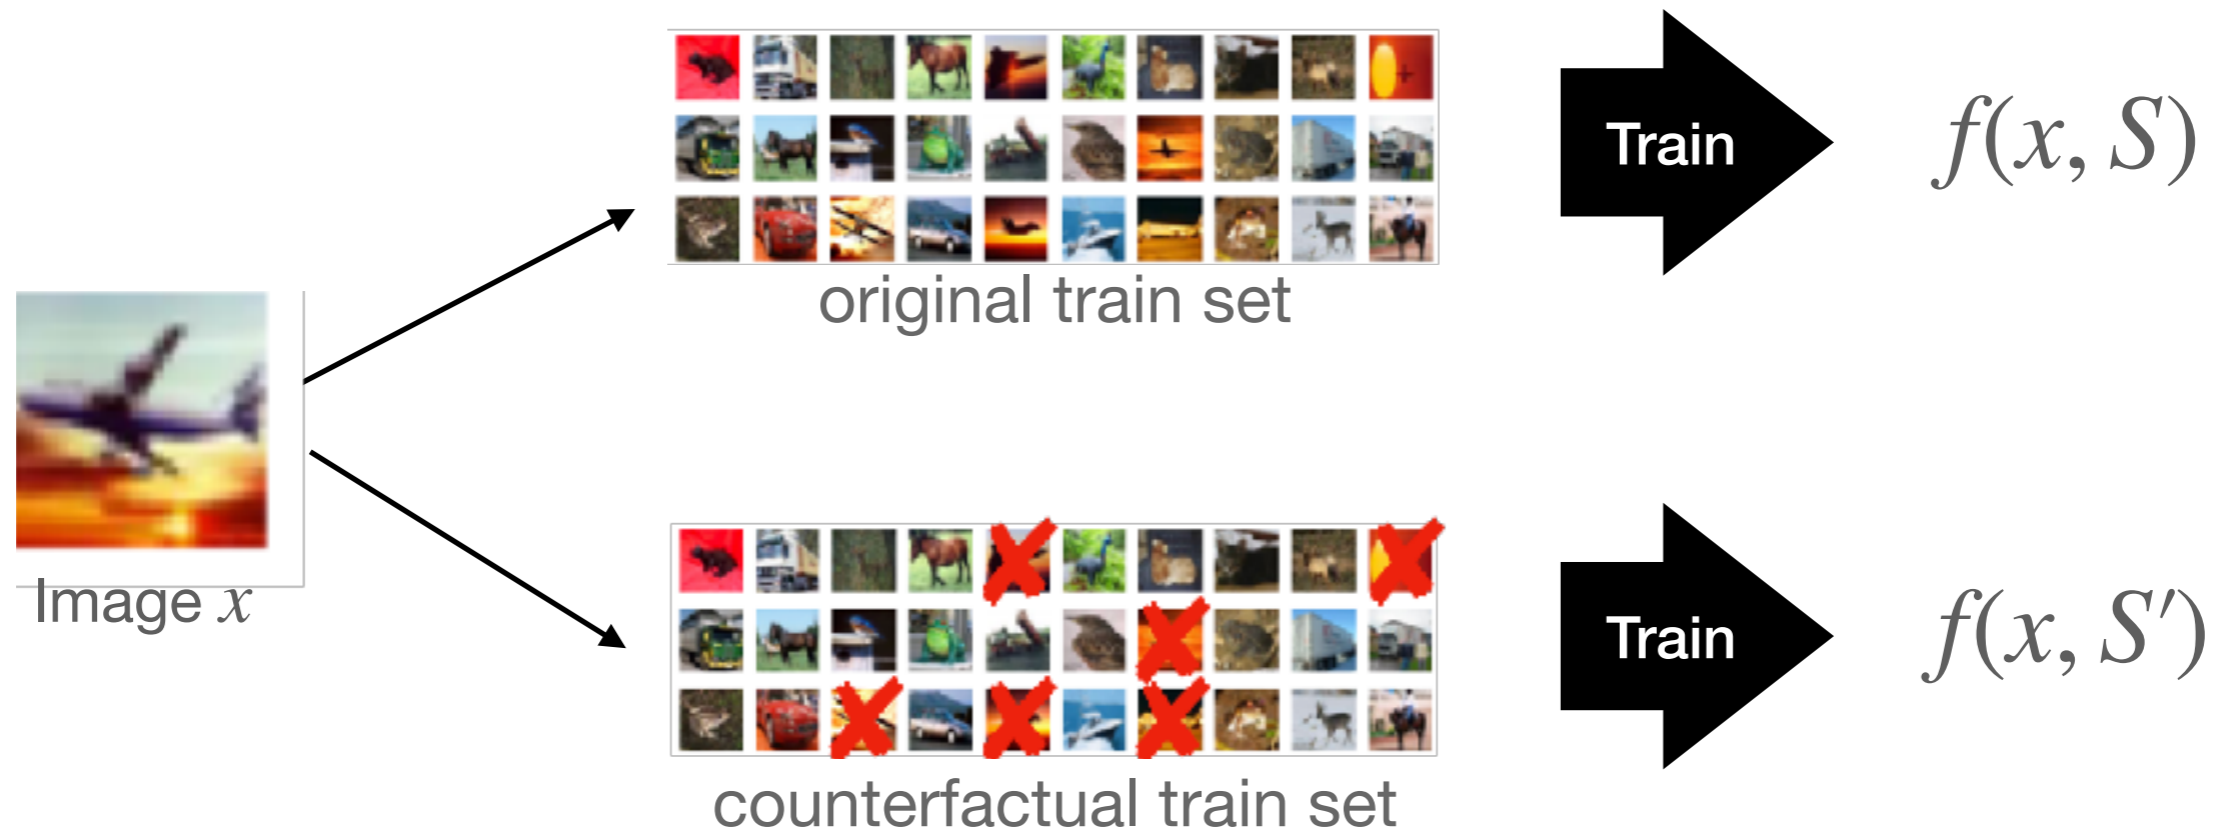 original train set
Train
f(x, S)
Image x
counterfactual train set
Train
f(x, S′)